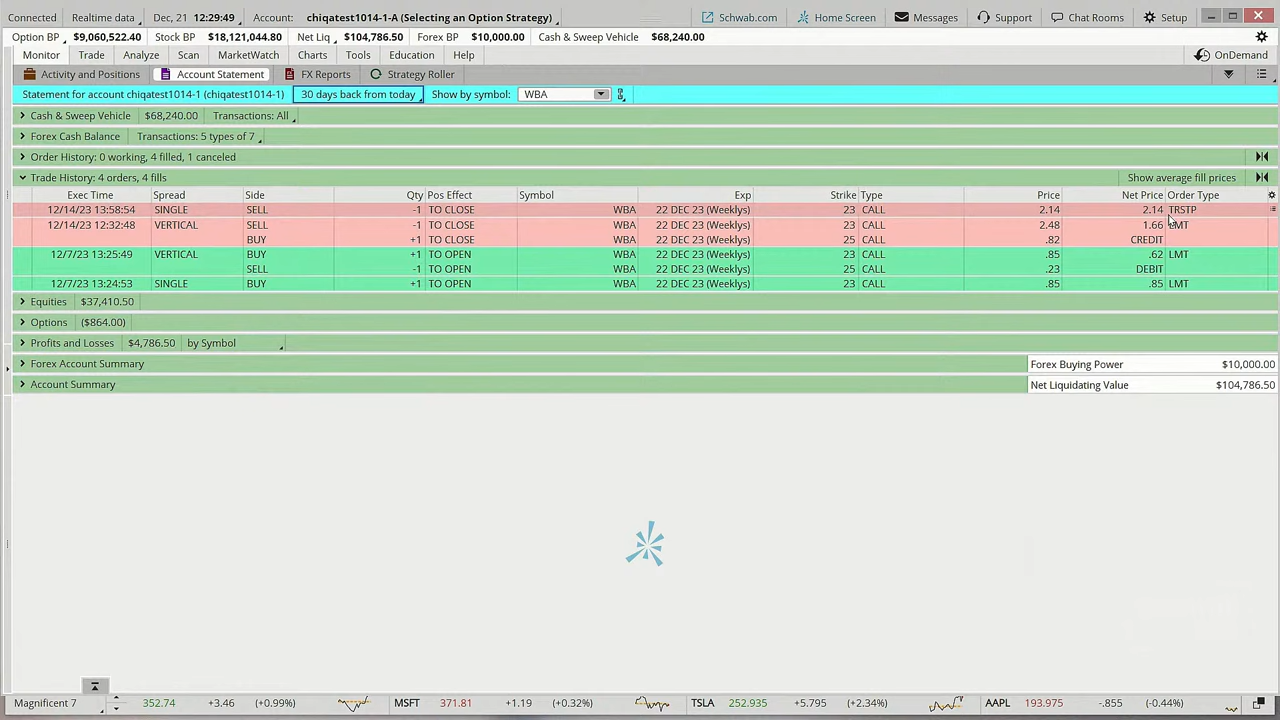 Connected Realtime data Dec, 21 12:29:49 Account: chiqatest1014-1-A (Selecting an Option Strategy) Schwab.com Home Screen Messages Support Chat Rooms Setup
Option BP $9,060,522.40 Stock BP $18,121,044.80 Net Liq $104,786.50 Forex BP $10,000.00 Cash & Sweep Vehicle $68,240.00
Monitor Trade Analyze Scan MarketWatch Charts Tools Education Help OnDemand
Activity and Positions Account Statement FX Reports Strategy Roller
Statement for account chiqatest1014-1 (chiqatest1014-1) 30 days back from today Show by symbol: WBA
Cash & Sweep Vehicle $68,240.00 Transactions: All
Forex Cash Balance Transactions: 5 types of 7
Order History: 0 working, 4 filled, 1 canceled
Trade History: 4 orders, 4 fills Show average fill prices
Exec Time Spread Side Qty Pos Effect Symbol Exp Strike Type Price Net Price Order Type
12/14/23 13:58:54 SINGLE SELL -1 TO CLOSE WBA 22 DEC 23 (Weeklys) 23 CALL 2.14 2.14 TRSTP
12/14/23 12:32:48 VERTICAL SELL -1 TO CLOSE WBA 22 DEC 23 (Weeklys) 23 CALL 2.48 1.66 LMT
BUY +1 TO CLOSE WBA 22 DEC 23 (Weeklys) 25 CALL .82 CREDIT
12/7/23 13:25:49 VERTICAL BUY +1 TO OPEN WBA 22 DEC 23 (Weeklys) 23 CALL .85 .62 LMT
SELL -1 TO OPEN WBA 22 DEC 23 (Weeklys) 25 CALL .23 DEBIT
12/7/23 13:24:53 SINGLE BUY +1 TO OPEN WBA 22 DEC 23 (Weeklys) 23 CALL .85 .85 LMT
Equities $37,410.50
Options ($864.00)
Profits and Losses $4,786.50 by Symbol
Forex Account Summary Forex Buying Power $10,000.00
Account Summary Net Liquidating Value $104,786.50
Magnificent 7 352.74 +3.46 (+0.99%) MSFT 371.81 +1.19 (+0.32%) TSLA 252.935 +5.795 (+2.34%) AAPL 193.975 -.855 (-0.44%)